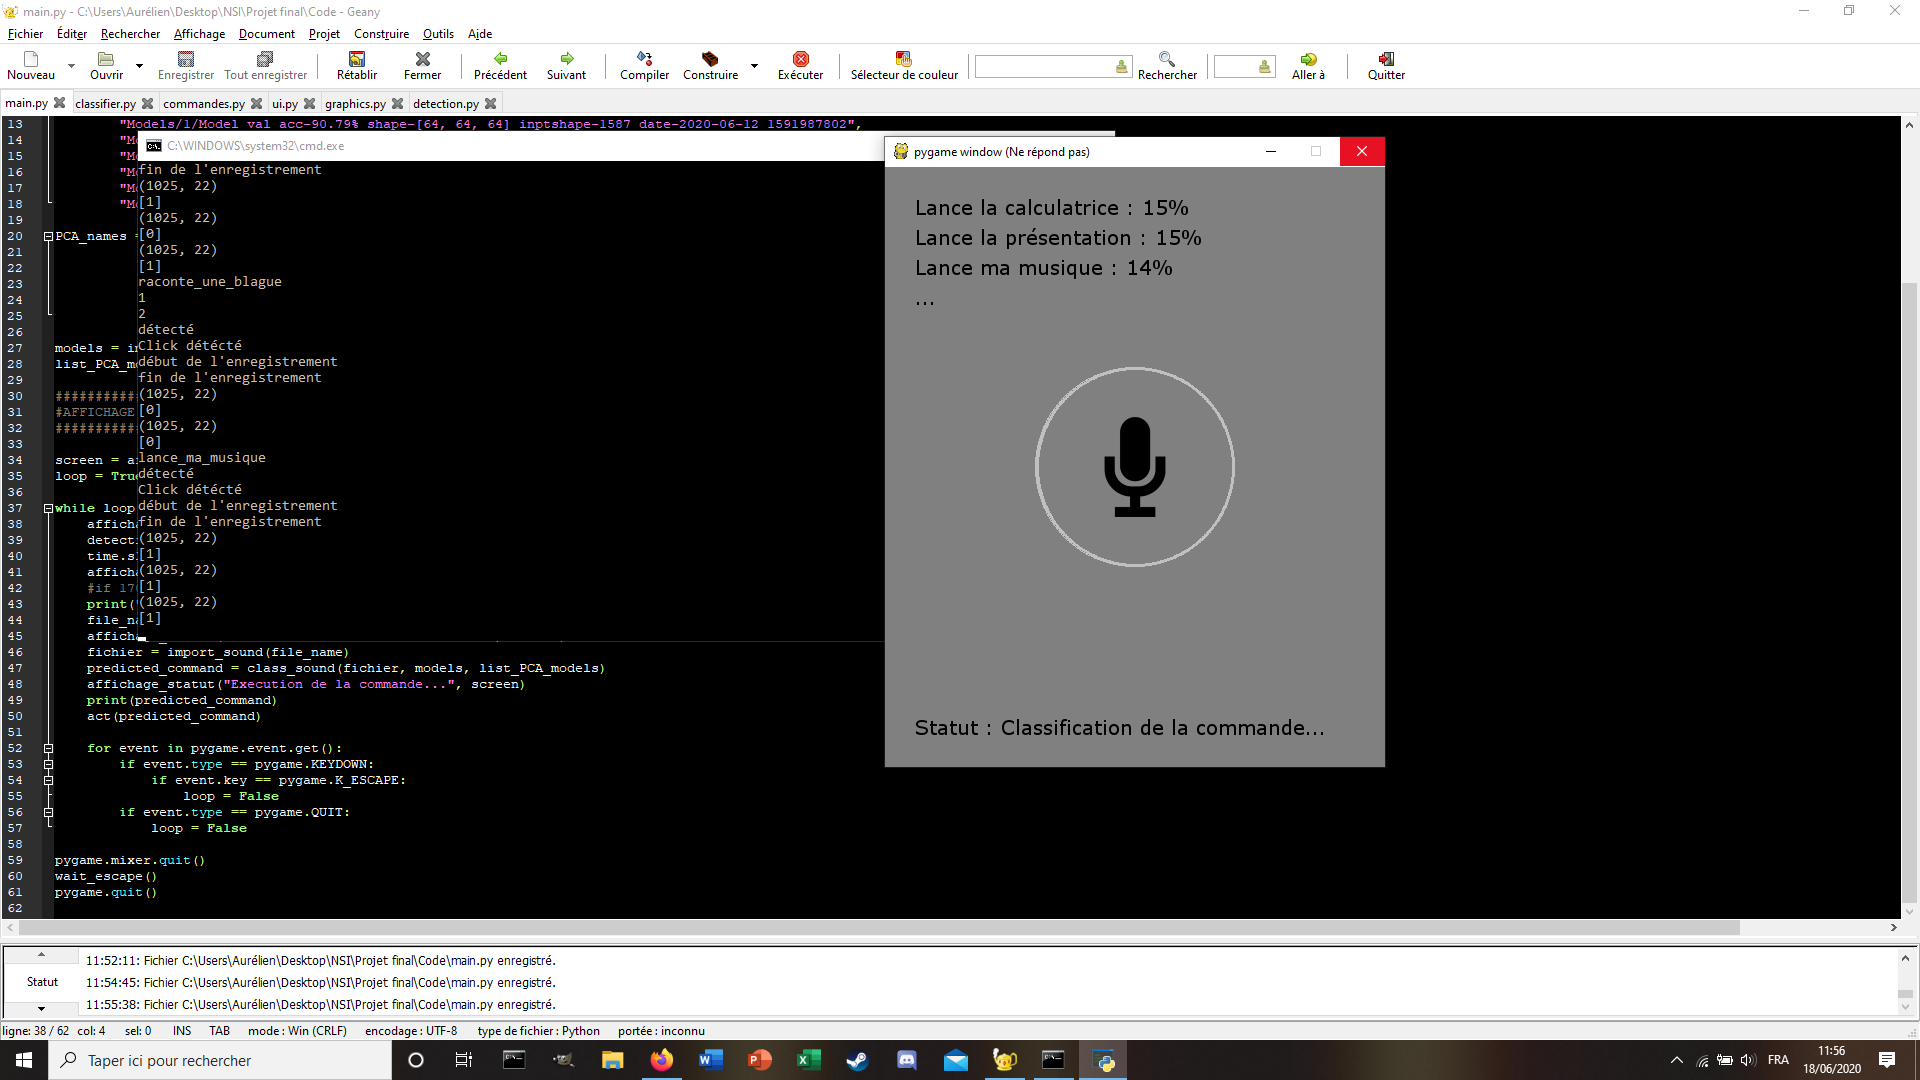 main.py - C:\Users\Aurélien\Desktop\NSI\Projet final\Code - Geany
Fichier Éditer Rechercher Affichage Document Projet Construire Outils Aide
Nouveau Ouvrir Enregistrer Tout enregistrer Rétablir Fermer Précédent Suivant Compiler Construire Exécuter Sélecteur de couleur Rechercher Aller à Quitter
main.py classifier.py commandes.py ui.py graphics.py detection.py
13 "Models/1/Model val acc-90.79% shape-[64, 64, 64] inptshape-1587 date-2020-06-12 1591987802",
14 "M
15 "M
16 "M
17 "M
18 "M
19
20 PCA_names
21
22
23
24
25
26
27 models = i
28 list_PCA_m
29
30 ##########
31 #AFFICHAGE
32 ##########
33
34 screen = a
35 loop = Tru
36
37 while loop
38 affich
39 detect
40 time.s
41 affich
42 #if
43 print(
44 file_n
45 affich
46 fichier = import_sound(file_name)
47 predicted_command = class_sound(fichier, models, list_PCA_models)
48 affichage_statut("Execution de la commande...", screen)
49 print(predicted_command)
50 act(predicted_command)
51
52 for event in pygame.event.get():
53 if event.type == pygame.KEYDOWN:
54 if event.key == pygame.K_ESCAPE:
55 loop = False
56 if event.type == pygame.QUIT:
57 loop = False
58
59 pygame.mixer.quit()
60 wait_escape()
61 pygame.quit()
62
C:\WINDOWS\system32\cmd.exe
fin de l'enregistrement
(1025, 22)
[1]
(1025, 22)
[0]
(1025, 22)
[1]
raconte_une_blague
1
2
détecté
Click détécté
début de l'enregistrement
fin de l'enregistrement
(1025, 22)
[0]
(1025, 22)
[0]
lance_ma_musique
détecté
Click détécté
début de l'enregistrement
fin de l'enregistrement
(1025, 22)
[1]
(1025, 22)
[1]
(1025, 22)
[1]
pygame window (Ne répond pas)
Lance la calculatrice : 15%
Lance la présentation : 15%
Lance ma musique : 14%
...
Statut : Classification de la commande...
Statut
11:52:11: Fichier C:\Users\Aurélien\Desktop\NSI\Projet final\Code\main.py enregistré.
11:54:45: Fichier C:\Users\Aurélien\Desktop\NSI\Projet final\Code\main.py enregistré.
11:55:38: Fichier C:\Users\Aurélien\Desktop\NSI\Projet final\Code\main.py enregistré.
ligne: 38 / 62 col: 4 sel: 0 INS TAB mode : Win (CRLF) encodage : UTF-8 type de fichier : Python portée : inconnu
Taper ici pour rechercher
FRA
11:56
18/06/2020